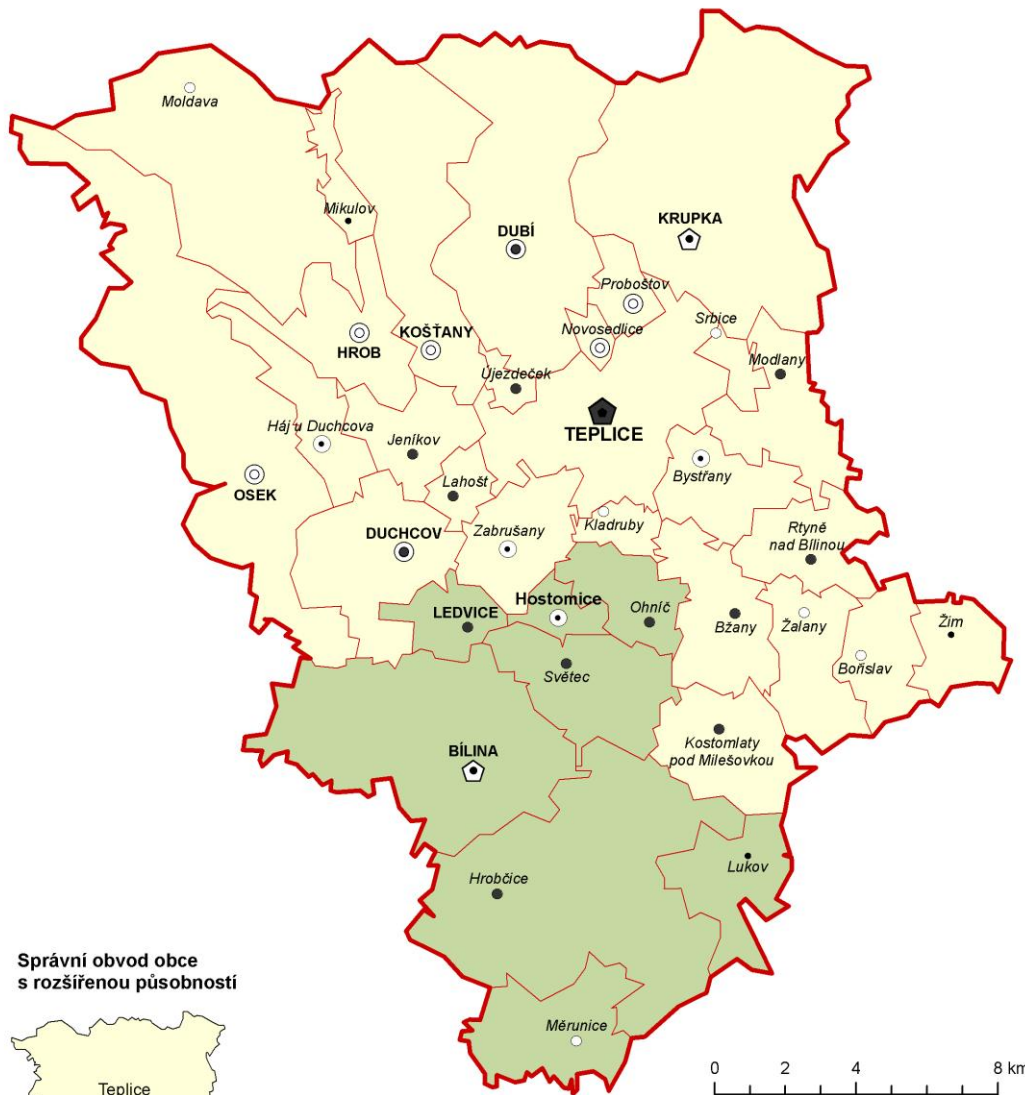 Moldava
Mikulov
DUBÍ
KRUPKA
Proboštov
Novosedlice
Srbice
HROB
KOŠŤANY
Modlany
Újezdeček
TEPLICE
Háj u Duchcova
Jeníkov
OSEK
Lahošt
Bystřany
DUCHCOV
Zabrušany
Kladruby
Rtyně
nad Bílinou
LEDVICE
Hostomice
Ohníč
Bžany
Žalany
Žim
Bořislav
Světec
Kostomlaty
pod Milešovkou
BÍLINA
Hrobčice
Lukov
Měrunice
Správní obvod obce
s rozšířenou působností
Teplice
0 2 4 8 km